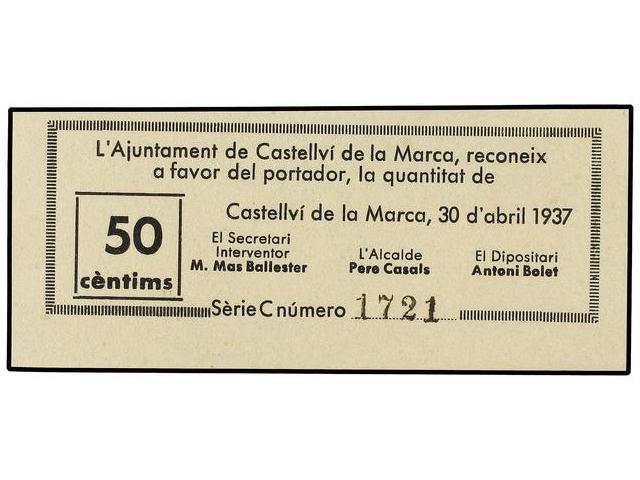 L'Ajuntament de Castellví de la Marca, reconeix
a favor del portador, la quantitat de
50
cèntims
Castellví de la Marca, 30 d'abril 1937
El Secretari
Interventor
M. Mas Ballester
L'Alcalde
Pere Casals
El Dipositari
Antoni Bolet
Sèrie C número 1721